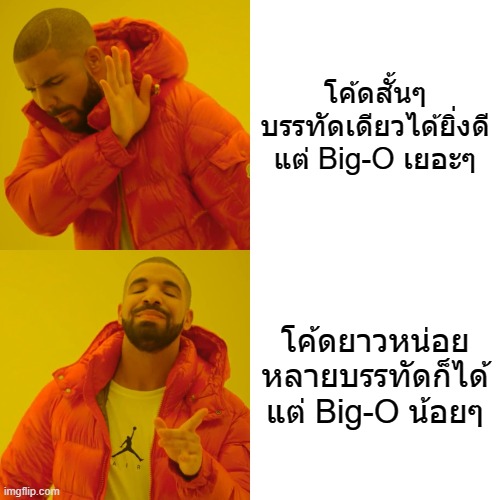 โค้ดสั้นๆ
บรรทัดเดียวได้ยิ่งดี
แต่ Big-O เยอะๆ
โค้ดยาวหน่อย
หลายบรรทัดก็ได้
แต่ Big-O น้อยๆ
imgflip.com